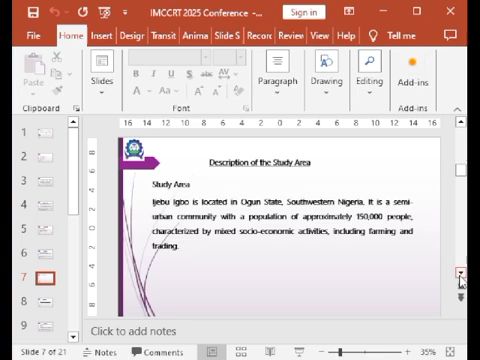 IMCCRT 2025 Conference -...
Sign in
File Home Insert Design Transit Anima Slide S Recor Review View Help
Paste
Slides
Paragraph
Drawing
Editing
Add-ins
B I U S abc AV
Aa A A A
Clipboard
Font
Add-ins
16 14 12 10 8 6 4 2 0 2 4 6 8 10 12 14 16
1
2
3
4
5
6
7
8
9
Description of the Study Area
Study Area
Ijebu Igbo is located in Ogun State, Southwestern Nigeria. It is a semi-
urban community with a population of approximately 150,000 people,
characterized by mixed socio-economic activities, including farming and
trading.
Click to add notes
Slide 7 of 21 Notes Comments 35%